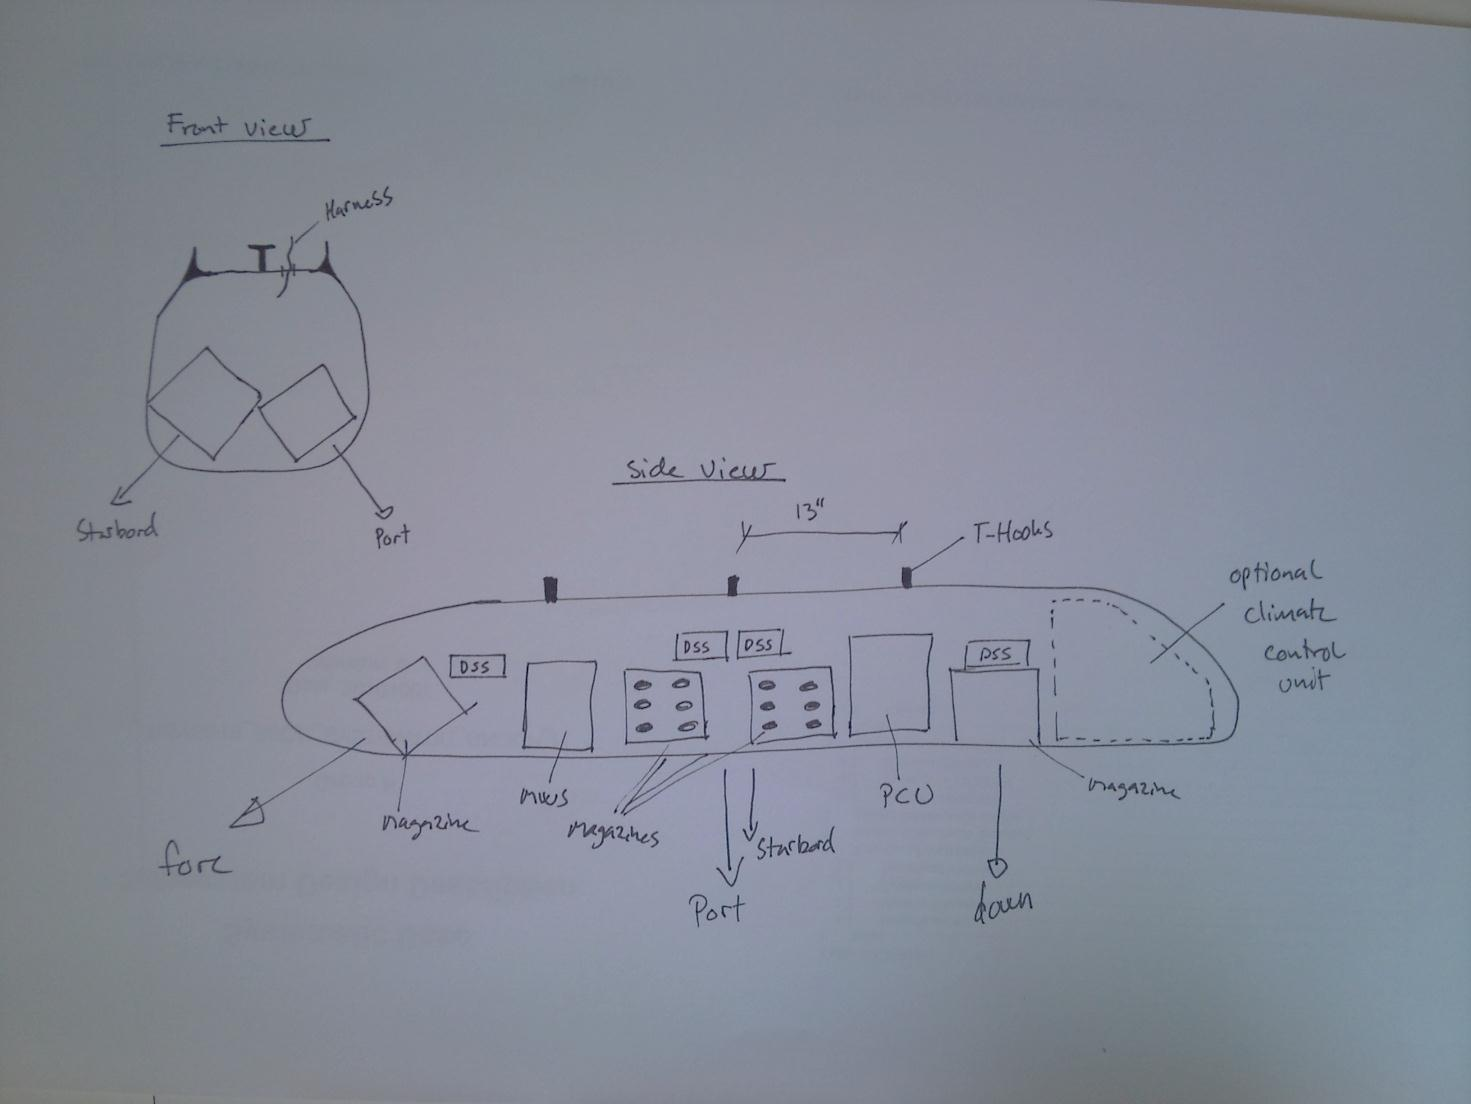 Front view
Harness
Starbord
Port
Side view
13"
T-Hooks
optional
climate
control
unit
DSS
DSS
DSS
DSS
magazine
MWS
magazines
PCU
magazine
forc
Port
Starbord
down